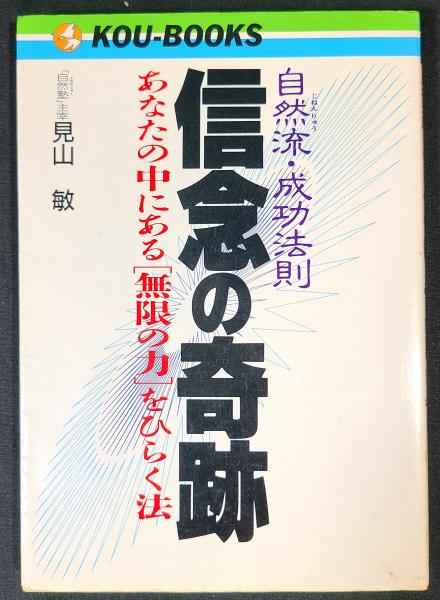 KOU-BOOKS
自然流・成功法則
じねんりゅう
信念の奇跡
あなたの中にある[無限の力]をひらく法
「自然塾」主宰
見山 敏